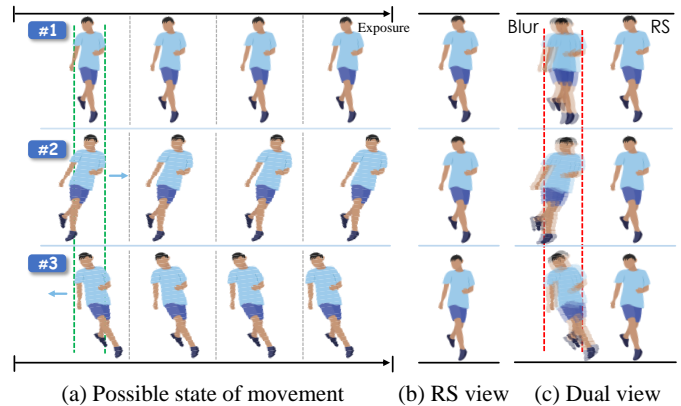 #1
Exposure
Blur
RS
#2
#3
(a) Possible state of movement
(b) RS view
(c) Dual view